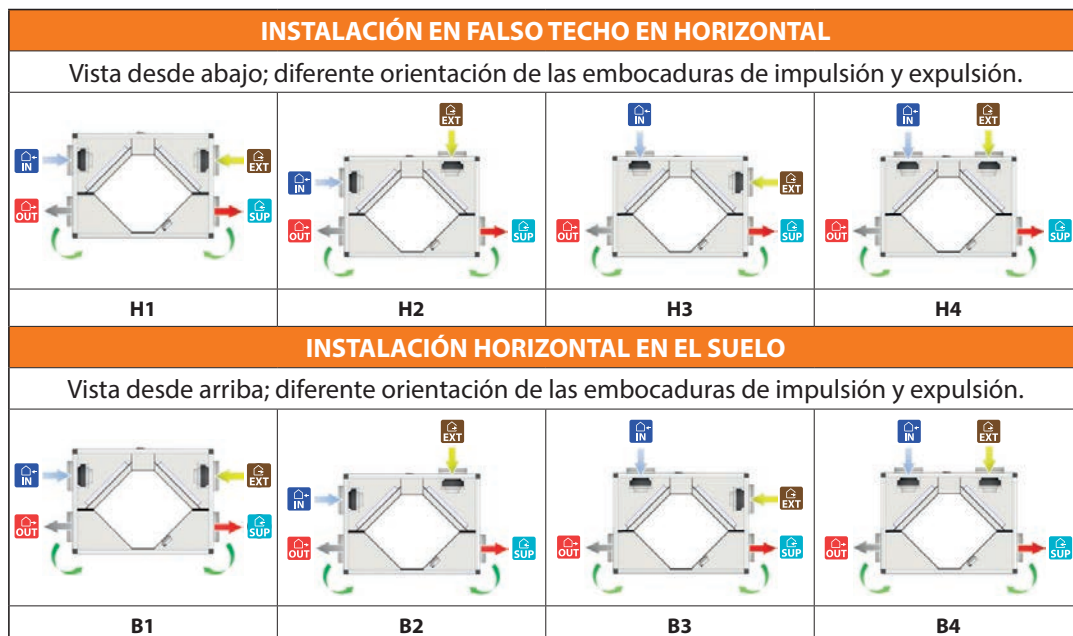 INSTALACIÓN EN FALSO TECHO EN HORIZONTAL
Vista desde abajo; diferente orientación de las embocaduras de impulsión y expulsión.
IN
EXT
OUT
SUP
EXT
IN
OUT
SUP
IN
EXT
OUT
SUP
IN
EXT
OUT
SUP
H1
H2
H3
H4
INSTALACIÓN HORIZONTAL EN EL SUELO
Vista desde arriba; diferente orientación de las embocaduras de impulsión y expulsión.
IN
EXT
OUT
SUP
EXT
IN
OUT
SUP
IN
EXT
OUT
SUP
IN
EXT
OUT
SUP
B1
B2
B3
B4